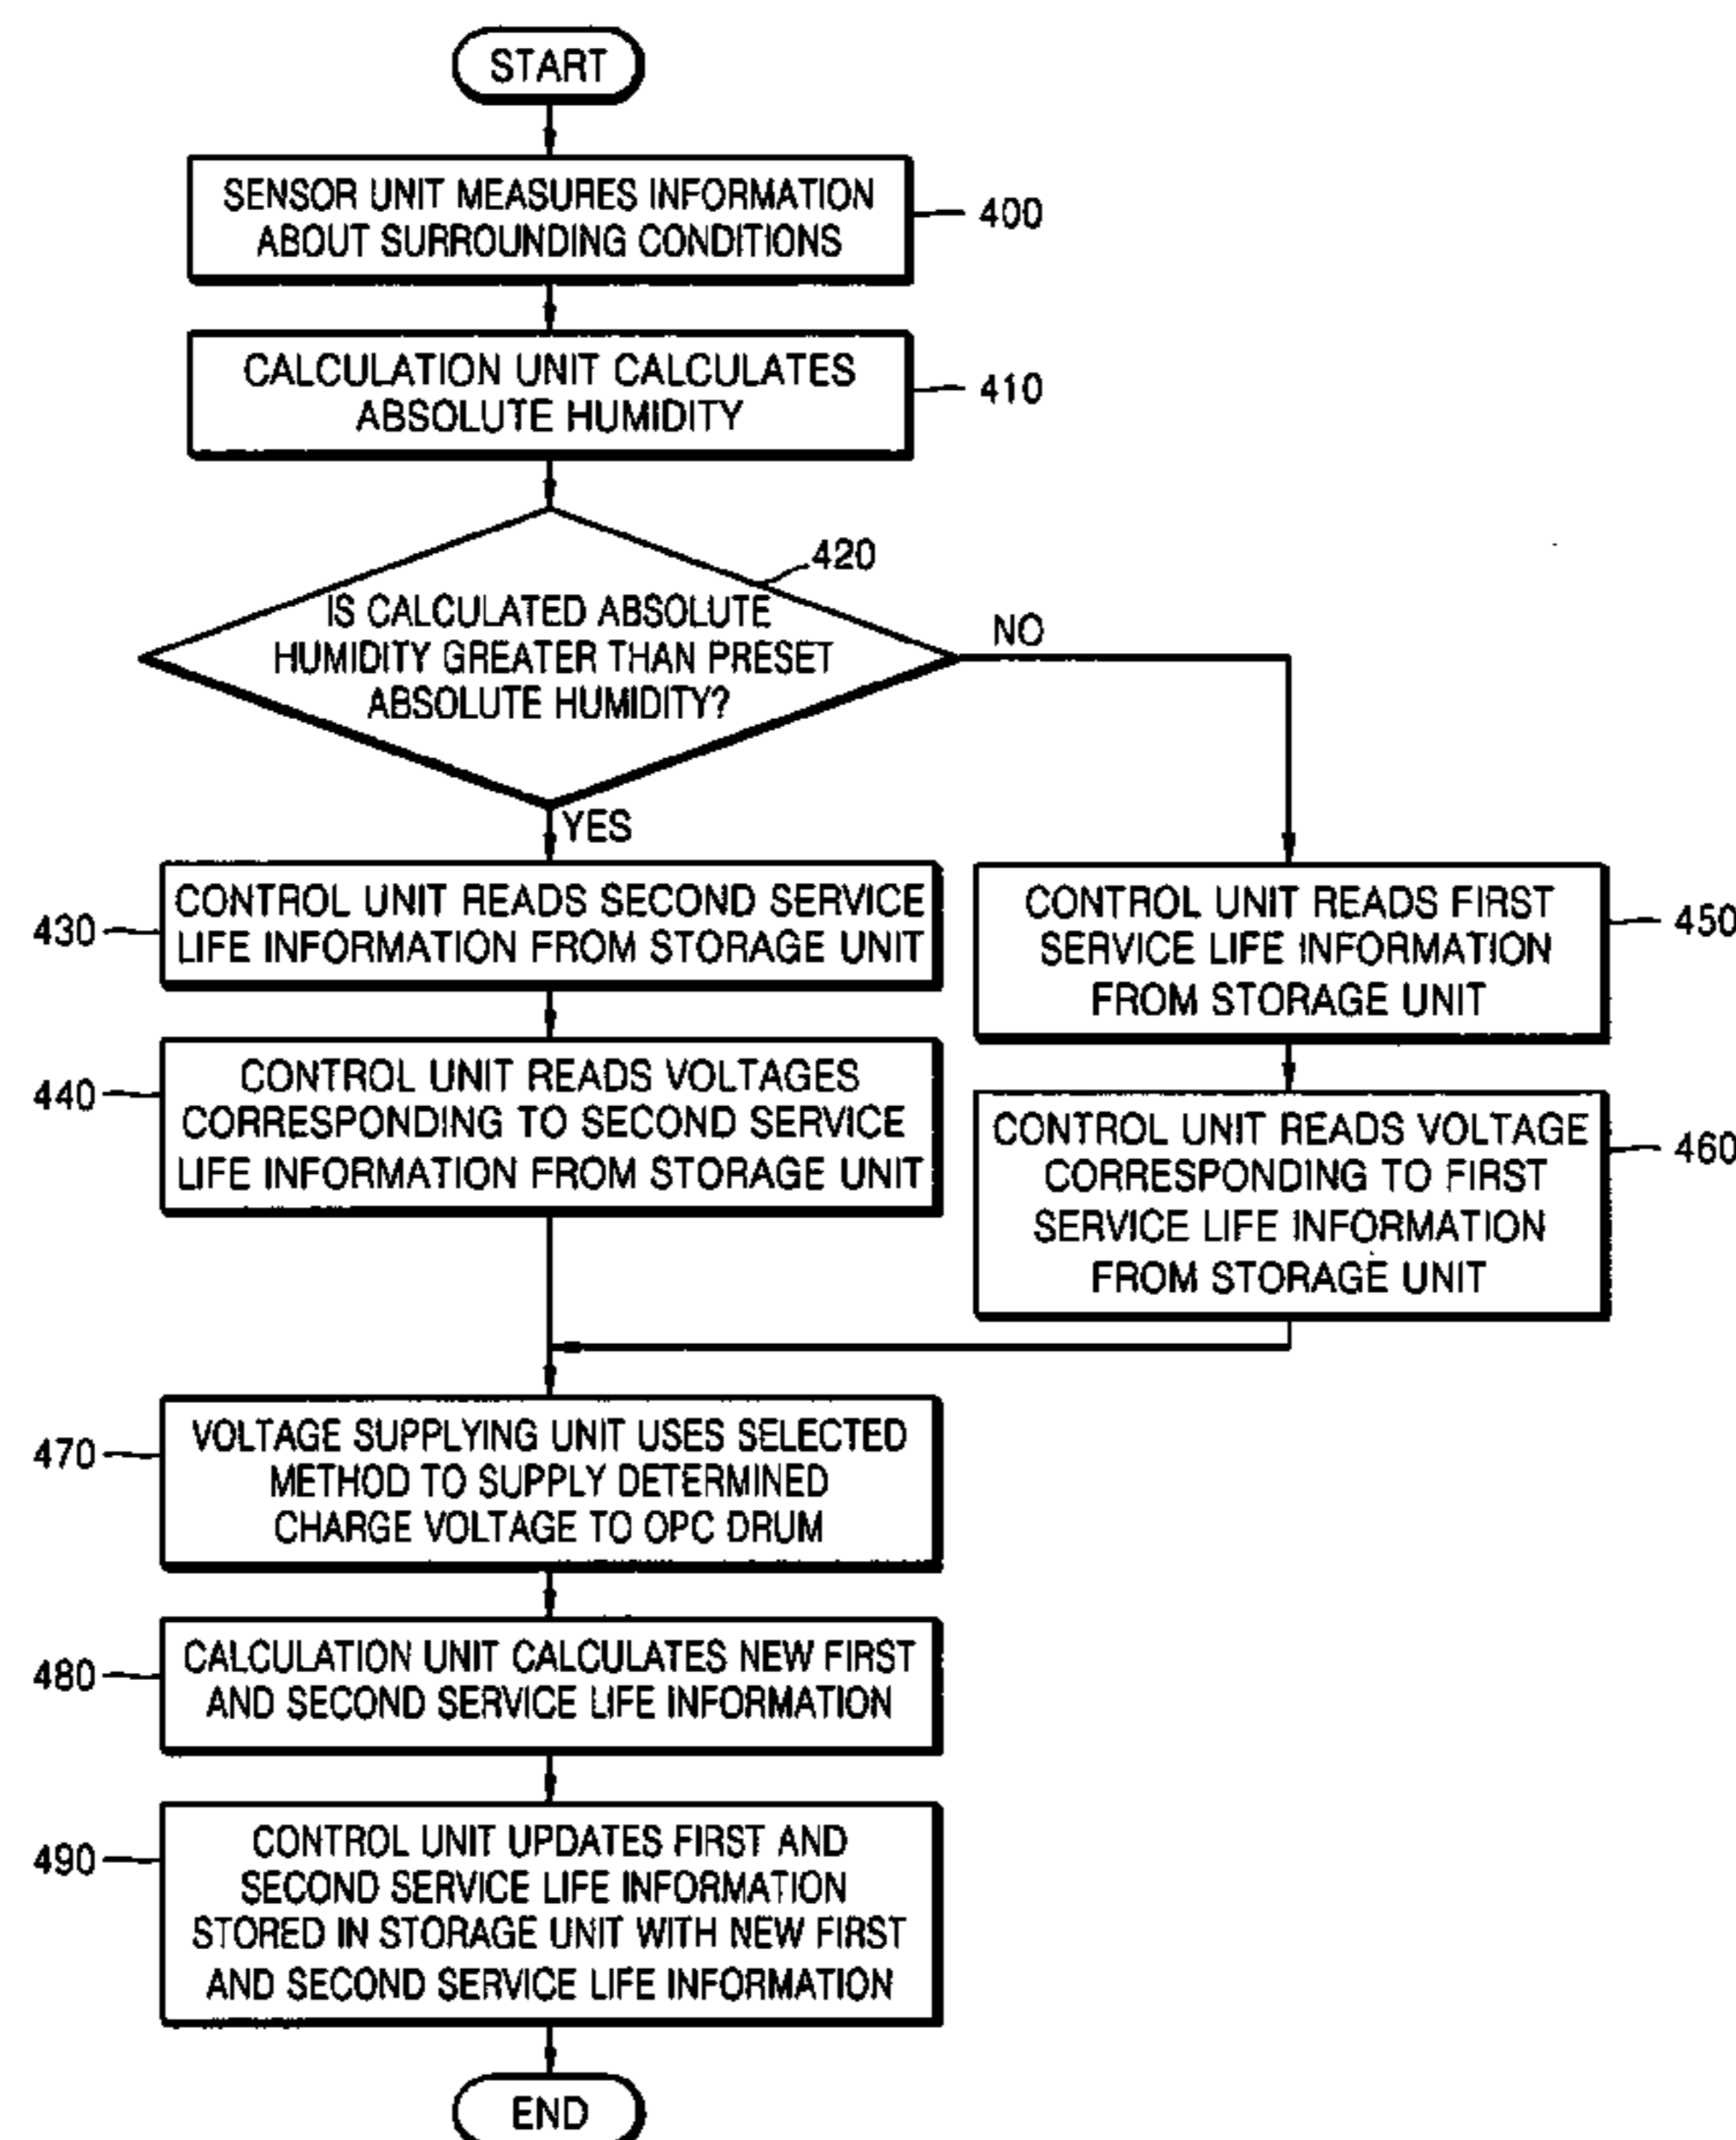 START
SENSOR UNIT MEASURES INFORMATION
ABOUT SURROUNDING CONDITIONS
400
CALCULATION UNIT CALCULATES
ABSOLUTE HUMIDITY
410
420
IS CALCULATED ABSOLUTE
HUMIDITY GREATER THAN PRESET
ABSOLUTE HUMIDITY?
NO
YES
430
CONTROL UNIT READS SECOND SERVICE
LIFE INFORMATION FROM STORAGE UNIT
CONTROL UNIT READS FIRST
SERVICE LIFE INFORMATION
FROM STORAGE UNIT
450
440
CONTROL UNIT READS VOLTAGES
CORRESPONDING TO SECOND SERVICE
LIFE INFORMATION FROM STORAGE UNIT
CONTROL UNIT READS VOLTAGE
CORRESPONDING TO FIRST
SERVICE LIFE INFORMATION
FROM STORAGE UNIT
460
470
VOLTAGE SUPPLYING UNIT USES SELECTED
METHOD TO SUPPLY DETERMINED
CHARGE VOLTAGE TO OPC DRUM
480
CALCULATION UNIT CALCULATES NEW FIRST
AND SECOND SERVICE LIFE INFORMATION
490
CONTROL UNIT UPDATES FIRST AND
SECOND SERVICE LIFE INFORMATION
STORED IN STORAGE UNIT WITH NEW FIRST
AND SECOND SERVICE LIFE INFORMATION
END